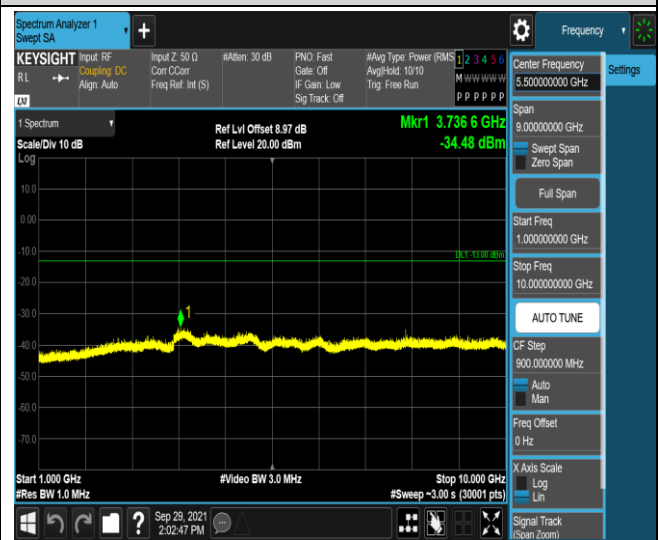 Spectrum Analyzer 1
Swept SA
+
Frequency
KEYSIGHT
RL
LXI
Input: RF
Coupling: DC
Align: Auto
Input Z: 50 Ω
Corr CCorr
Freq Ref: Int (S)
#Atten: 30 dB
PNO: Fast
Gate: Off
IF Gain: Low
Sig Track: Off
#Avg Type: Power (RMS
Avg|Hold: 10/10
Trig: Free Run
1 2 3 4 5 6
M W W W W W
P P P P P P
1 Spectrum
Scale/Div 10 dB
Ref Lvl Offset 8.97 dB
Ref Level 20.00 dBm
Mkr1 3.736 6 GHz
-34.48 dBm
Log
10.0
0.00
-10.0
DL1 -13.00 dBm
-20.0
-30.0
1
-40.0
-50.0
-60.0
-70.0
Start 1.000 GHz
#Res BW 1.0 MHz
#Video BW 3.0 MHz
Stop 10.000 GHz
#Sweep ~3.00 s (30001 pts)
?
Sep 29, 2021
2:02:47 PM
Center Frequency
5.500000000 GHz
Span
9.00000000 GHz
Swept Span
Zero Span
Full Span
Start Freq
1.000000000 GHz
Stop Freq
10.000000000 GHz
AUTO TUNE
CF Step
900.000000 MHz
Auto
Man
Freq Offset
0 Hz
X Axis Scale
Log
Lin
Signal Track
(Span Zoom)
Settings